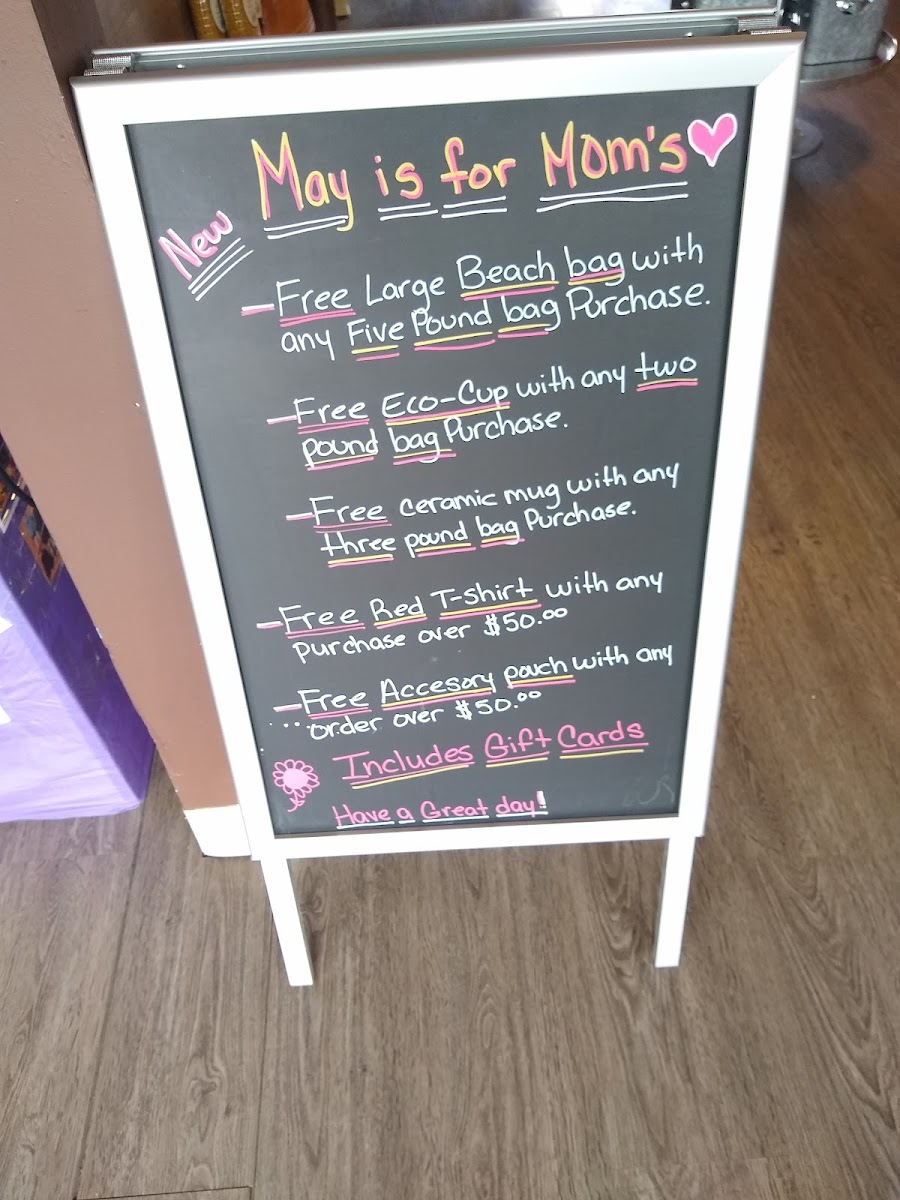 May is for Mom's
New
- Free Large Beach bag with
any Five Pound bag Purchase.
- Free Eco-Cup with any two
pound bag Purchase.
- Free ceramic mug with any
three pound bag Purchase.
- Free Red T-shirt with any
purchase over $50.00
- Free Accesory pouch with any
order over $50.00
Includes Gift Cards
Have a Great day!